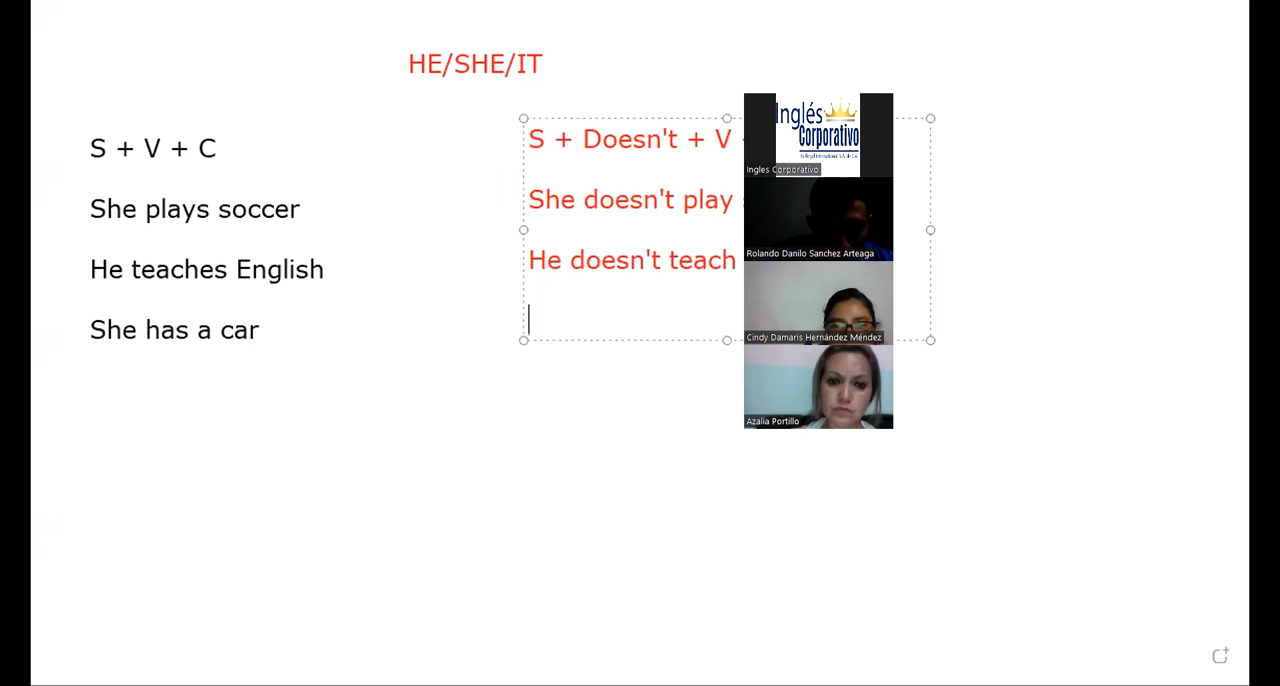 HE/SHE/IT
S + V + C
She plays soccer
He teaches English
She has a car
S + Doesn't + V
She doesn't play
He doesn't teach
Inglés
Corporativo
Ingles Corporativo
Rolando Danilo Sanchez Arteaga
Cindy Damaris Hernández Méndez
Azalia Portillo